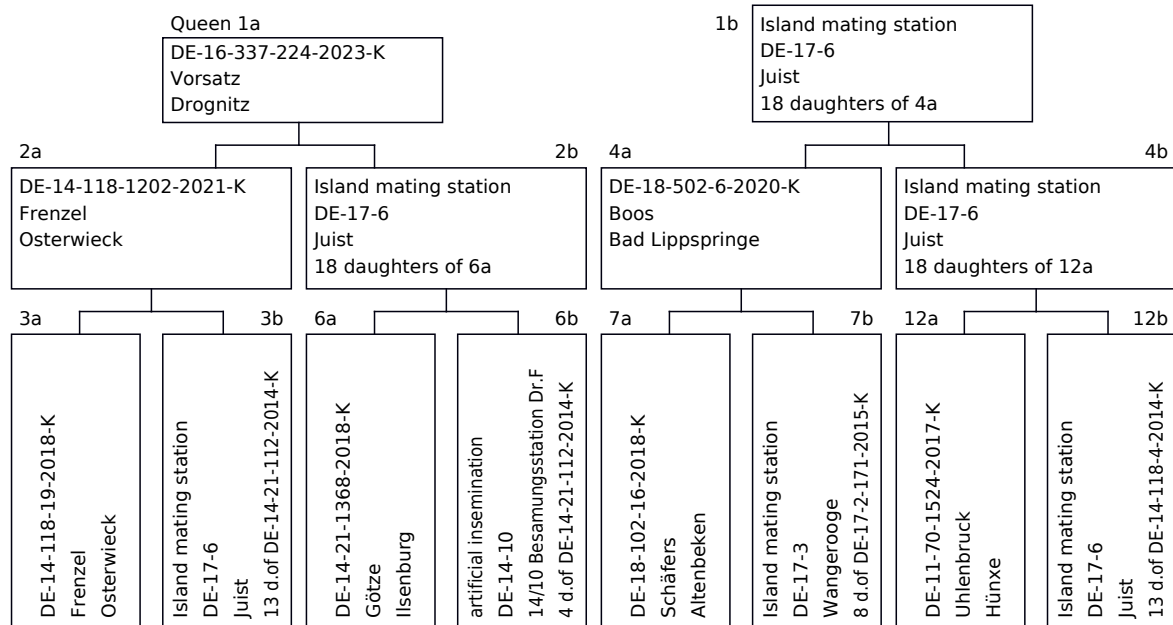 Queen 1a
DE-16-337-224-2023-K
Vorsatz
Drognitz
1b
Island mating station
DE-17-6
Juist
18 daughters of 4a
2a
DE-14-118-1202-2021-K
Frenzel
Osterwieck
2b
Island mating station
DE-17-6
Juist
18 daughters of 6a
4a
DE-18-502-6-2020-K
Boos
Bad Lippspringe
4b
Island mating station
DE-17-6
Juist
18 daughters of 12a
3a
DE-14-118-19-2018-K
Frenzel
Osterwieck
3b
Island mating station
DE-17-6
Juist
13 d.of DE-14-21-112-2014-K
6a
DE-14-21-1368-2018-K
Götze
Ilsenburg
6b
artificial insemination
DE-14-10
14/10 Besamungsstation Dr.F
4 d.of DE-14-21-112-2014-K
7a
DE-18-102-16-2018-K
Schäfers
Altenbeken
7b
Island mating station
DE-17-3
Wangerooge
8 d.of DE-17-2-171-2015-K
12a
DE-11-70-1524-2017-K
Uhlenbruck
Hünxe
12b
Island mating station
DE-17-6
Juist
13 d.of DE-14-118-4-2014-K